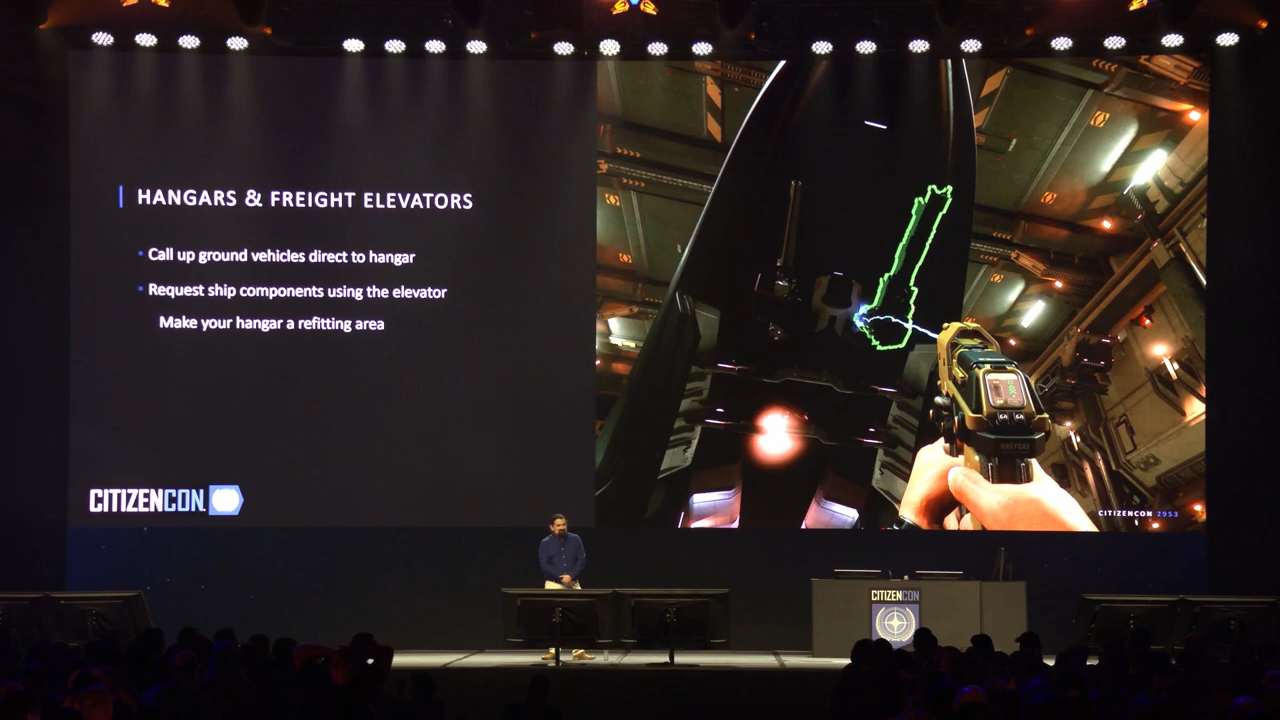 HANGARS & FREIGHT ELEVATORS
• Call up ground vehicles direct to hangar
• Request ship components using the elevator
Make your hangar a refitting area
CITIZENCON
GREYCAT
CITIZENCON 2953
CITIZENCON